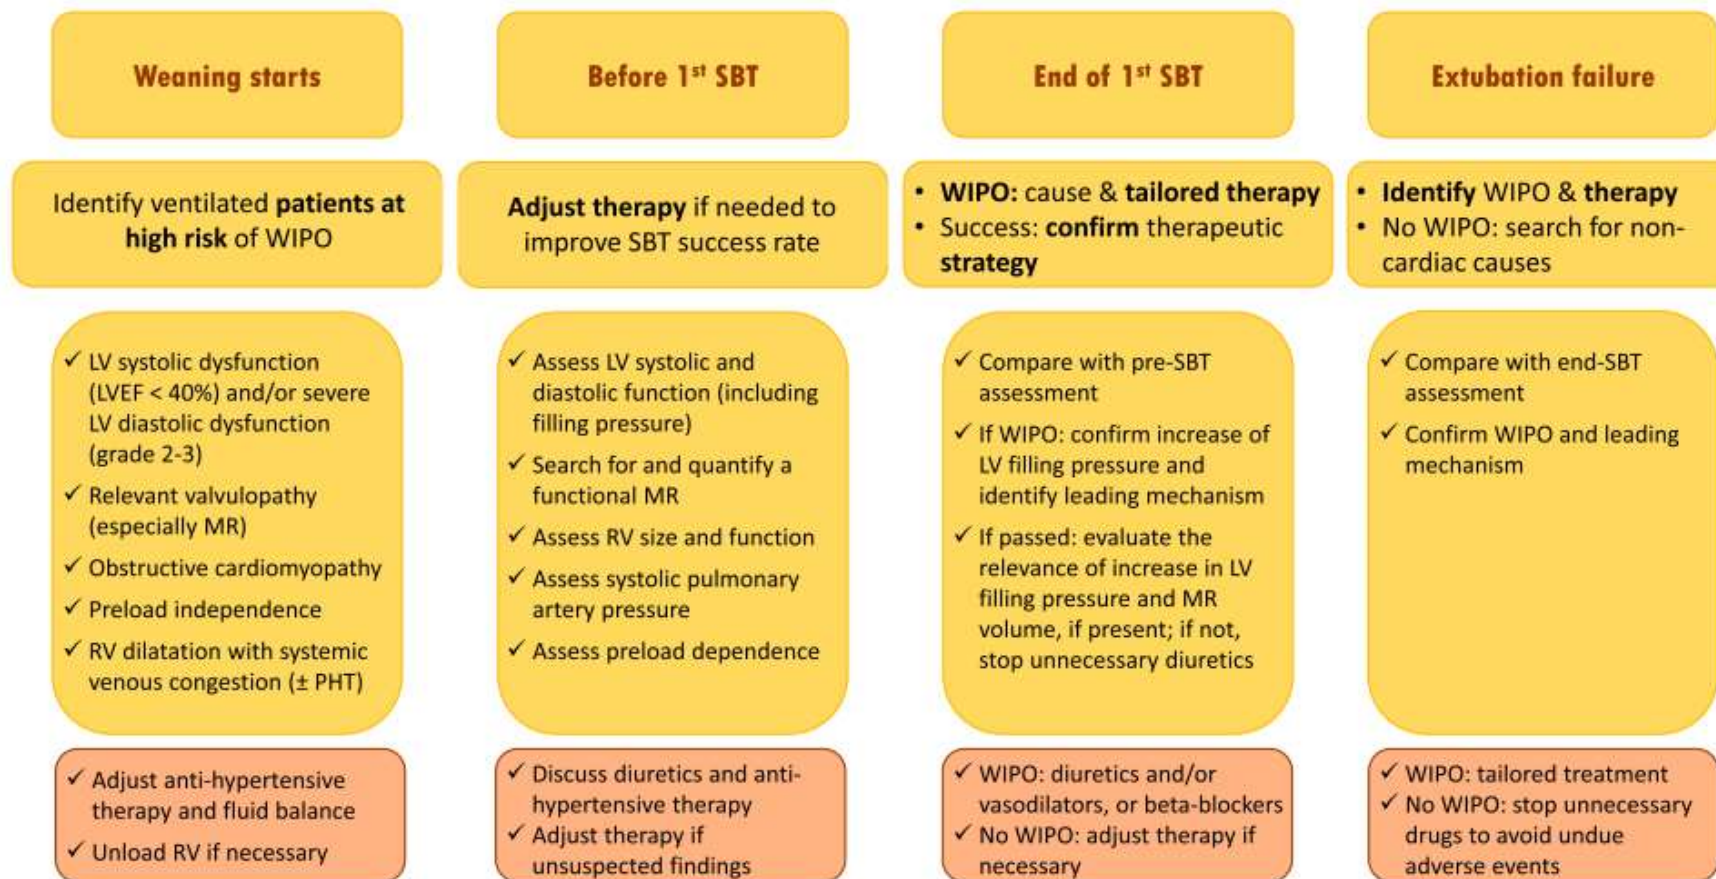 Weaning starts
Identify ventilated patients at
high risk of WIPO
✓ LV systolic dysfunction
(LVEF < 40%) and/or severe
LV diastolic dysfunction
(grade 2-3)
✓ Relevant valvulopathy
(especially MR)
✓ Obstructive cardiomyopathy
✓ Preload independence
✓ RV dilatation with systemic
venous congestion (± PHT)
✓ Adjust anti-hypertensive
therapy and fluid balance
✓ Unload RV if necessary
Before 1st SBT
Adjust therapy if needed to
improve SBT success rate
✓ Assess LV systolic and
diastolic function (including
filling pressure)
✓ Search for and quantify a
functional MR
✓ Assess RV size and function
✓ Assess systolic pulmonary
artery pressure
✓ Assess preload dependence
✓ Discuss diuretics and anti-
hypertensive therapy
✓ Adjust therapy if
unsuspected findings
End of 1st SBT
• WIPO: cause & tailored therapy
• Success: confirm therapeutic
strategy
✓ Compare with pre-SBT
assessment
✓ If WIPO: confirm increase of
LV filling pressure and
identify leading mechanism
✓ If passed: evaluate the
relevance of increase in LV
filling pressure and MR
volume, if present; if not,
stop unnecessary diuretics
✓ WIPO: diuretics and/or
vasodilators, or beta-blockers
✓ No WIPO: adjust therapy if
necessary
Extubation failure
• Identify WIPO & therapy
• No WIPO: search for non-
cardiac causes
✓ Compare with end-SBT
assessment
✓ Confirm WIPO and leading
mechanism
✓ WIPO: tailored treatment
✓ No WIPO: stop unnecessary
drugs to avoid undue
adverse events